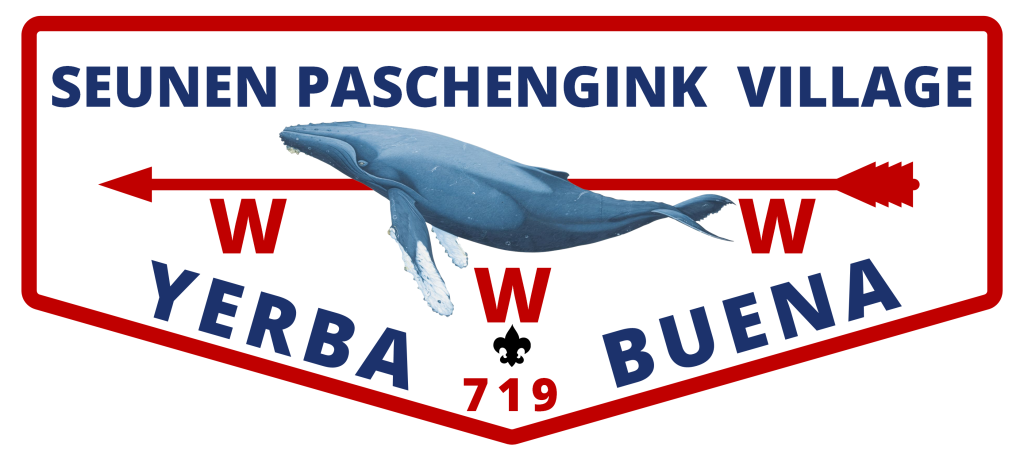 SEUNEN PASCHENGINK VILLAGE
W W
W
YERBA BUENA
719